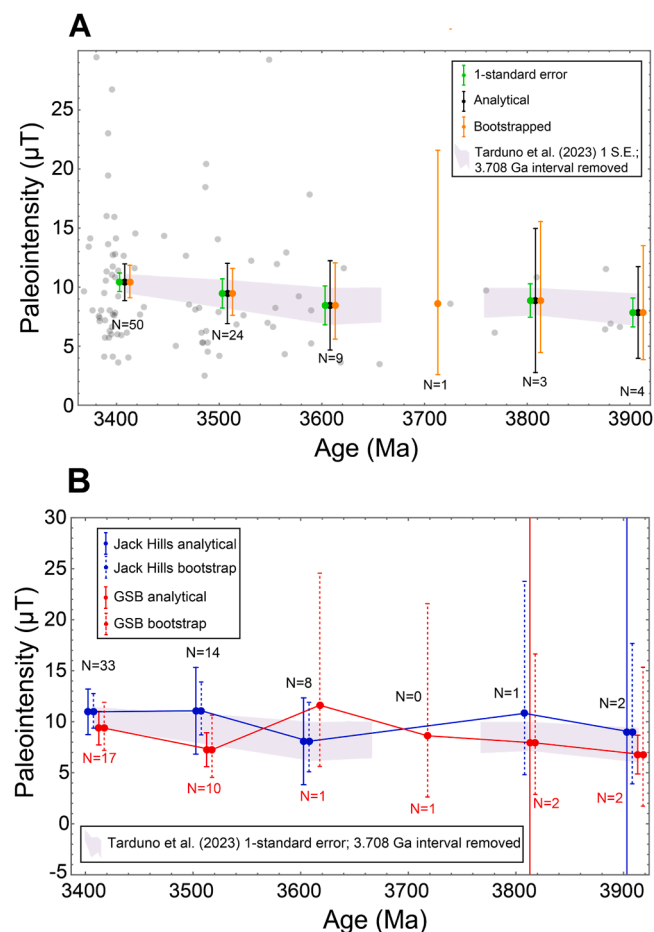 A
Paleointensity (μT)
25
20
15
10
5
0
1-standard error
Analytical
Bootstrapped
Tarduno et al. (2023) 1 S.E.;
3.708 Ga interval removed
N=50
N=24
N=9
N=1
N=3
N=4
3400
3500
3600
3700
3800
3900
Age (Ma)
B
Paleointensity (μT)
30
25
20
15
10
5
0
-5
Jack Hills analytical
Jack Hills bootstrap
GSB analytical
GSB bootstrap
N=33
N=14
N=8
N=0
N=1
N=2
N=17
N=10
N=1
N=1
N=2
N=2
Tarduno et al. (2023) 1-standard error; 3.708 Ga interval removed
3400
3500
3600
3700
3800
3900
Age (Ma)